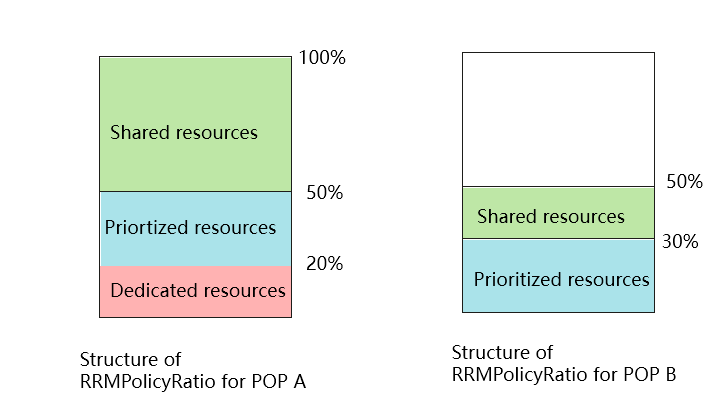 100%
Shared resources
50%
Priortized resources
20%
Dedicated resources
Structure of
RRMPolicyRatio for POP A
50%
Shared resources
30%
Prioritized resources
Structure of
RRMPolicyRatio for POP B